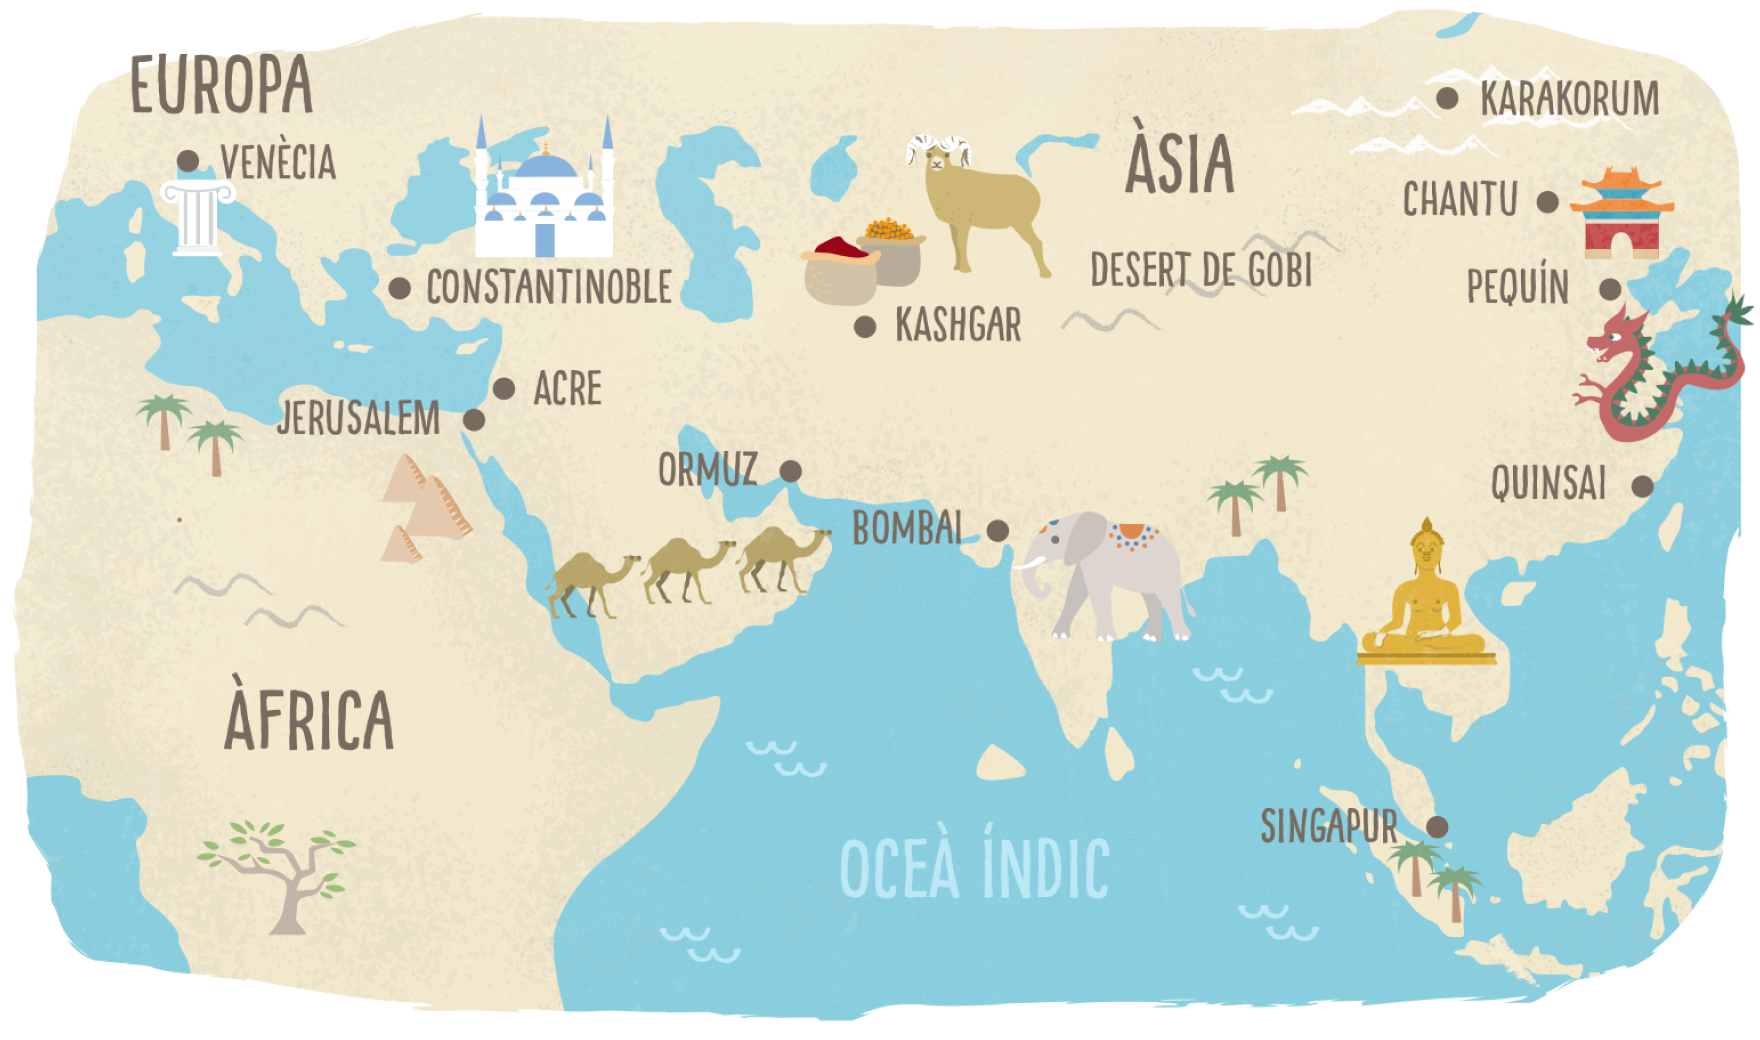 EUROPA
VENÈCIA
ÀSIA
KARAKORUM
CHANTU
DESERT DE GOBI
PEQUÍN
CONSTANTINOBLE
KASHGAR
ACRE
JERUSALEM
ORMUZ
BOMBAI
QUINSAI
ÀFRICA
SINGAPUR
OCEÀ ÍNDIC